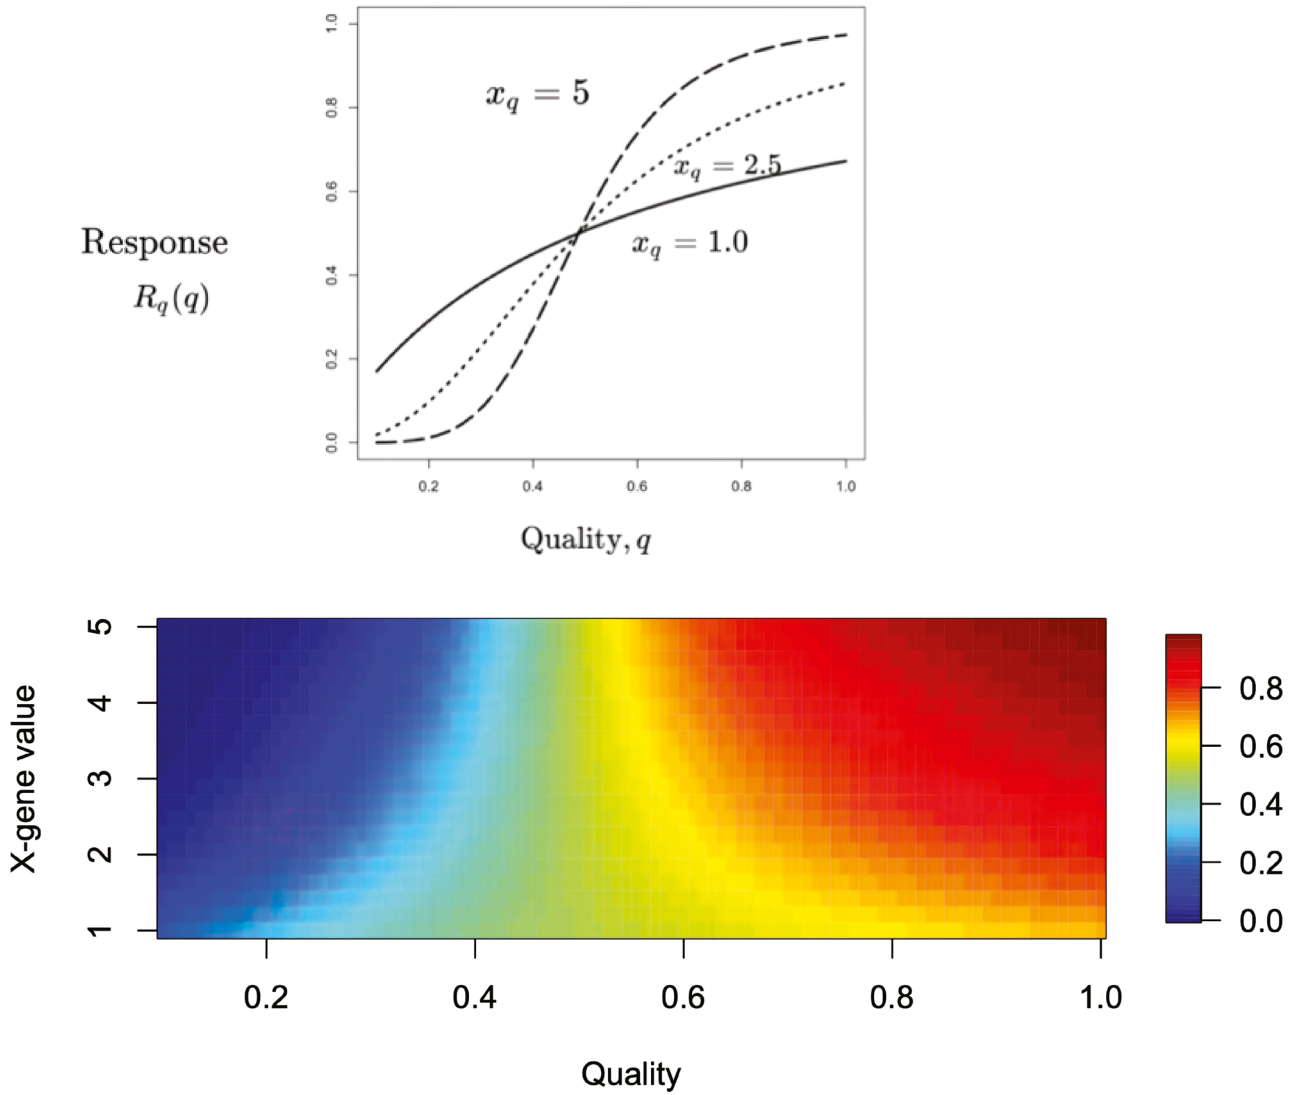 1.0
0.8
0.6
0.4
0.2
0.0
x_q = 5
x_q = 2.5
x_q = 1.0
Response
R_q(q)
0.2 0.4 0.6 0.8 1.0
Quality, q
5
4
3
2
1
X-gene value
0.8
0.6
0.4
0.2
0.0
0.2 0.4 0.6 0.8 1.0
Quality